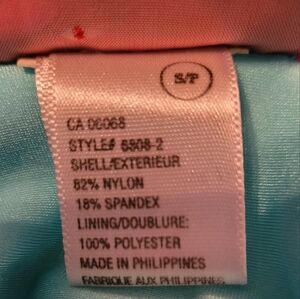 S/P
CA 06068
STYLE# 6808-2
SHELL/EXTERIEUR
82% NYLON
18% SPANDEX
LINING/DOUBLURE:
100% POLYESTER
MADE IN PHILIPPINES
FABRIQUE AUX PHILIPPINES